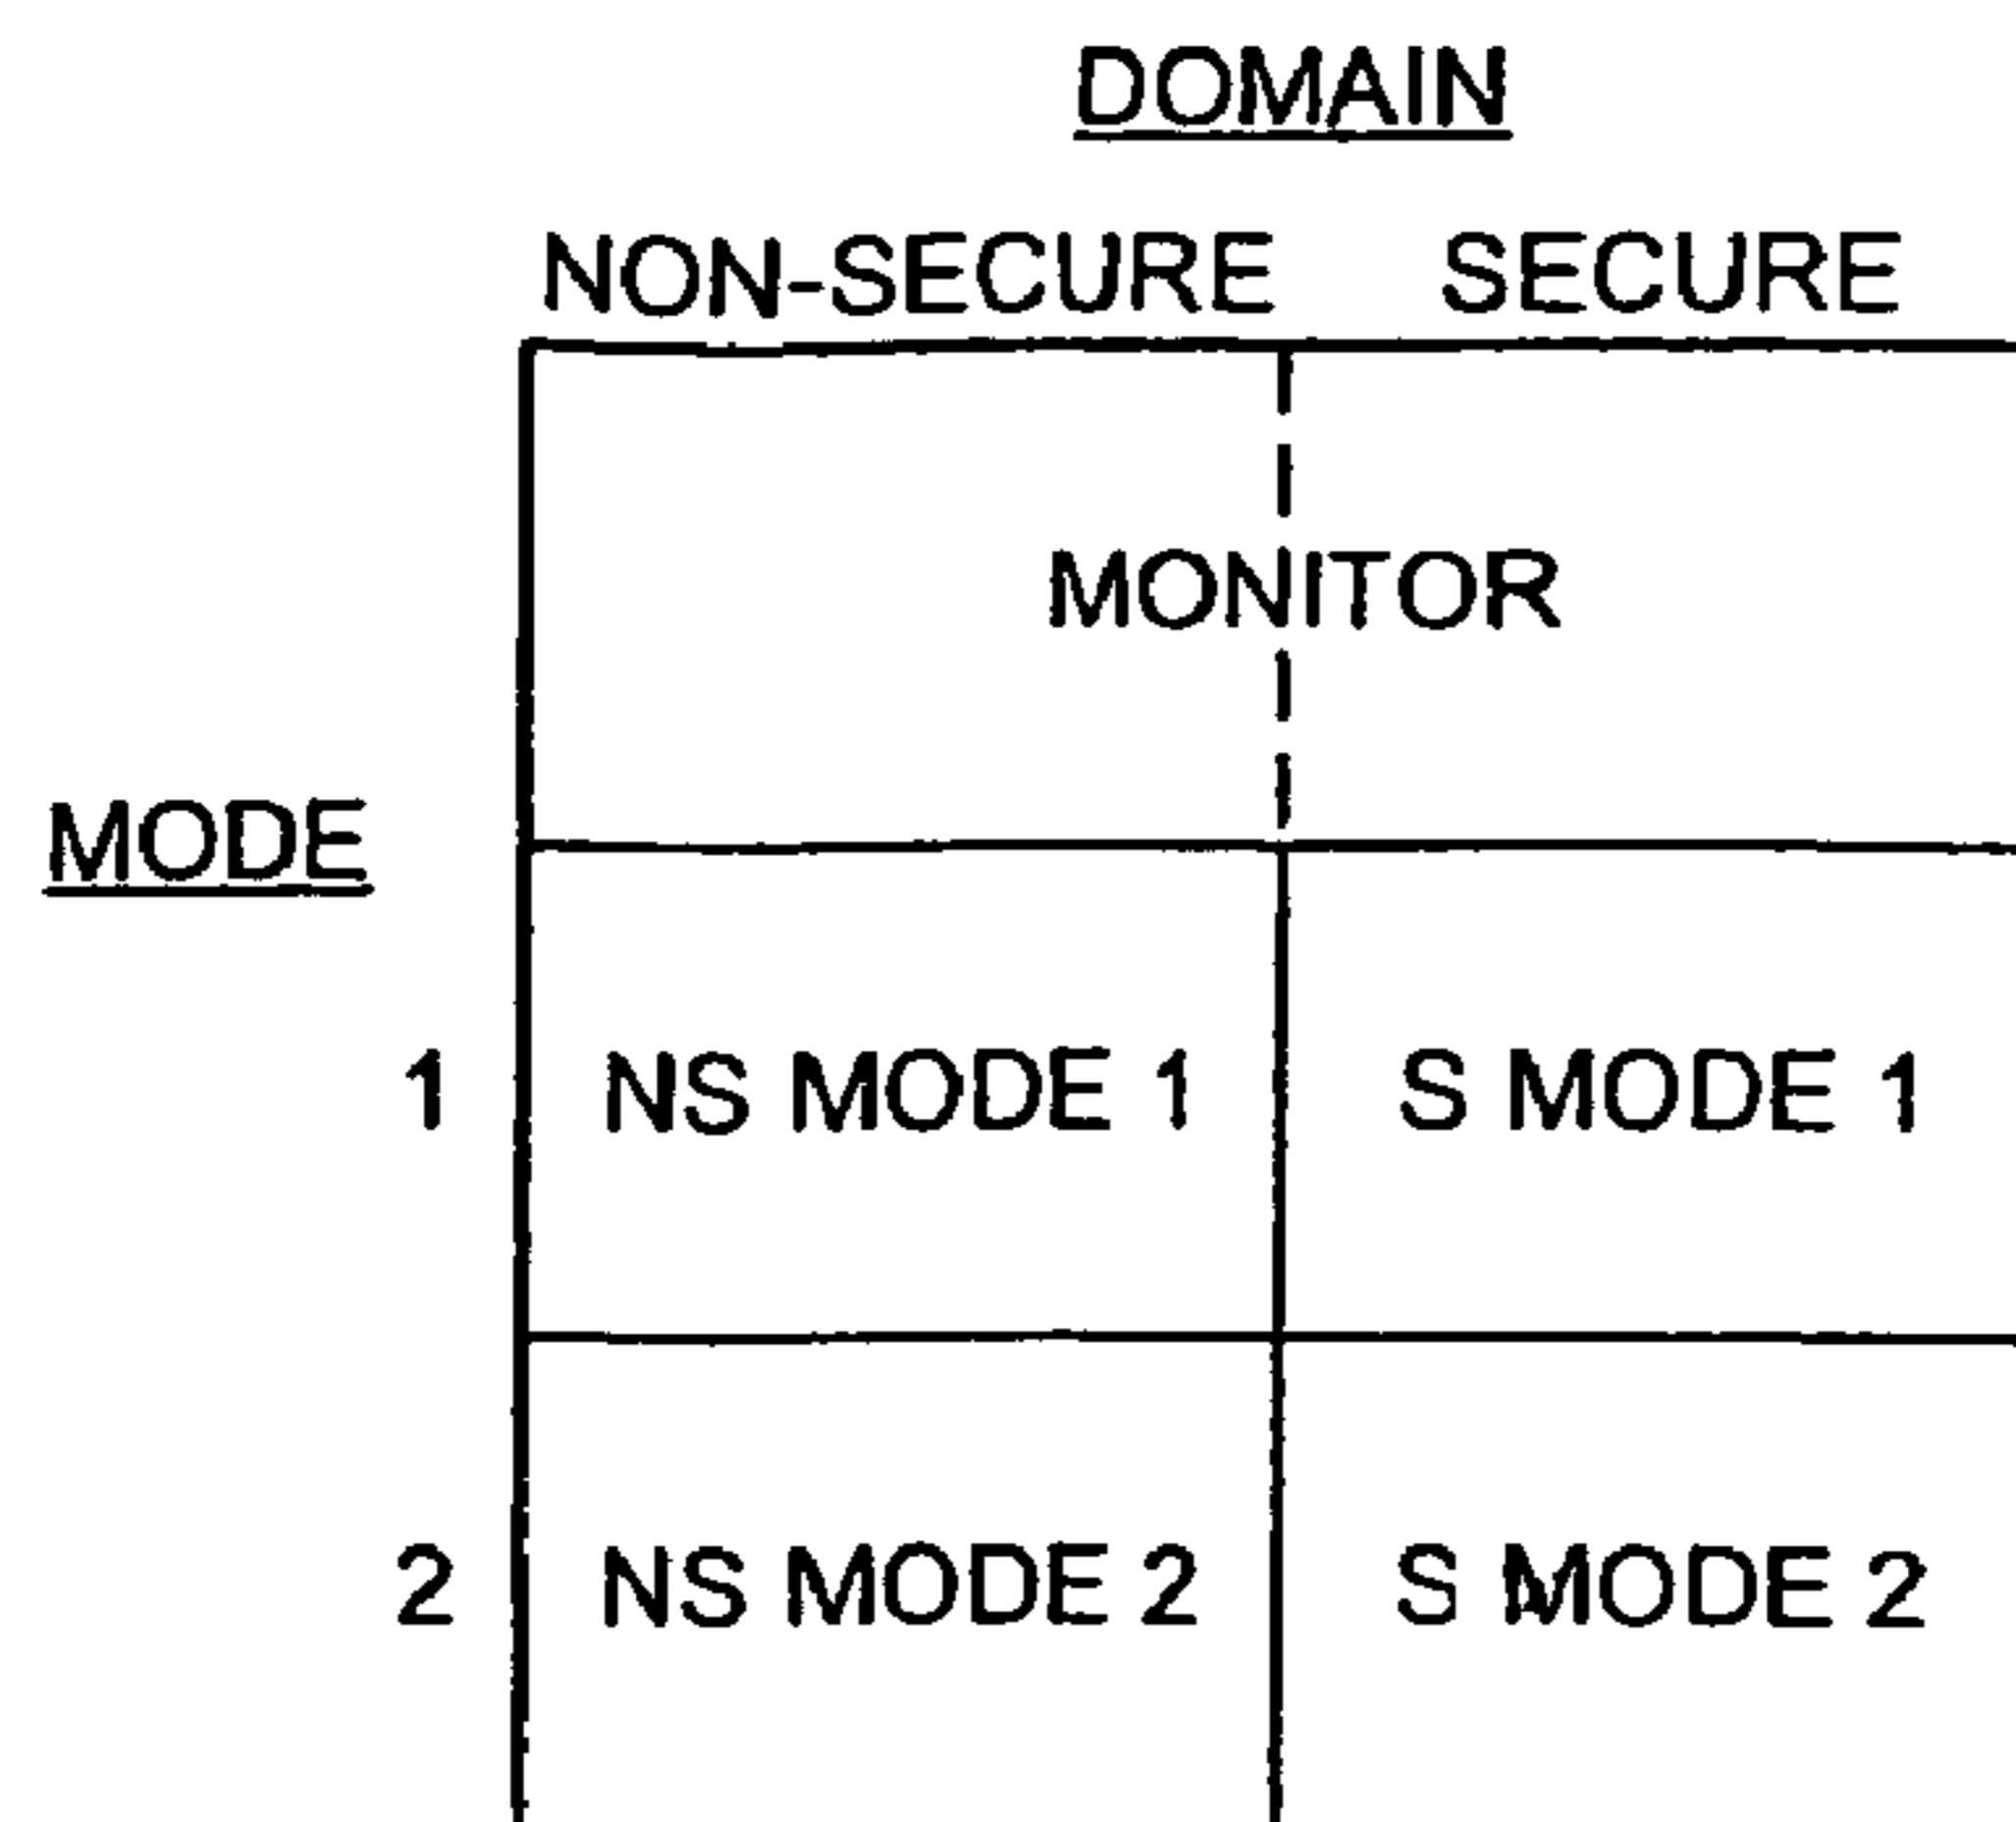 DOMAIN
NON-SECURE SECURE
MONITOR
MODE
1 NS MODE 1 S MODE 1
2 NS MODE 2 S MODE 2